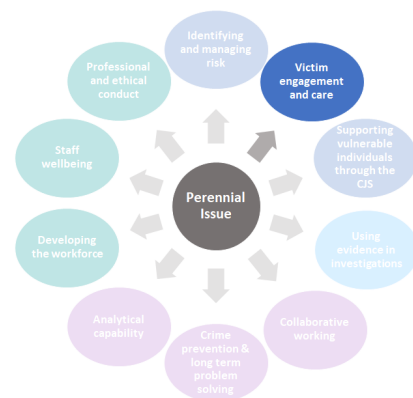 Identifying
and managing
risk
Victim
engagement
and care
Supporting
vulnerable
individuals
through the
CJS
Using
evidence in
investigations
Collaborative
working
Crime
prevention &
long term
problem
solving
Analytical
capability
Developing
the workforce
Staff
wellbeing
Professional
and ethical
conduct
Perennial
Issue